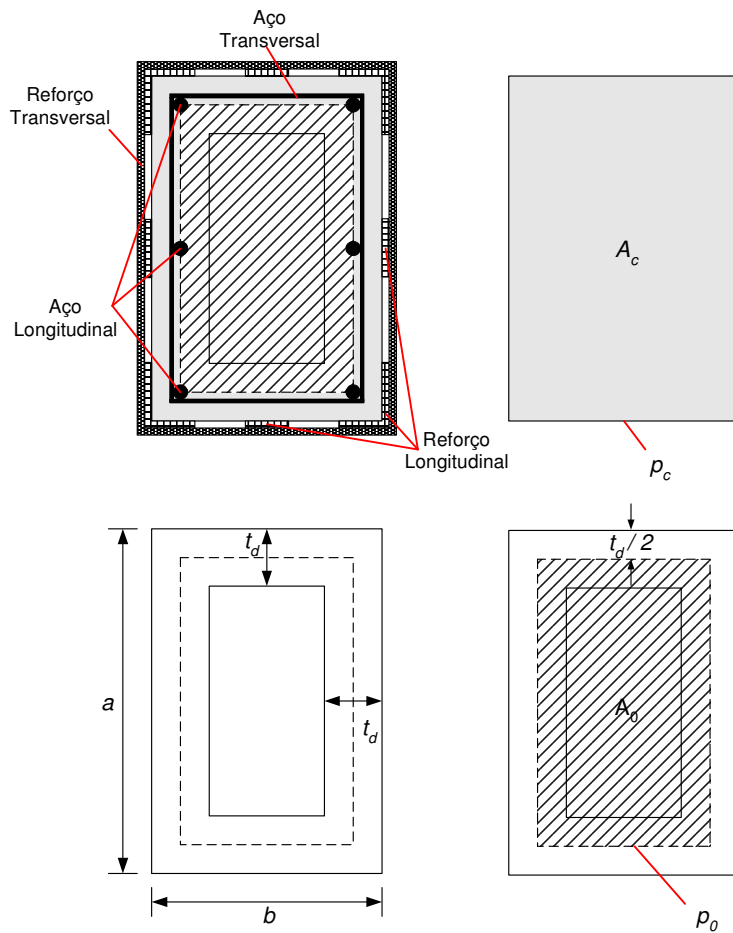 Aço
Transversal
Reforço
Transversal
Aço
Longitudinal
Reforço
Longitudinal
A_c
p_c
t_d
t_d
a
b
t_d / 2
A_0
p_0